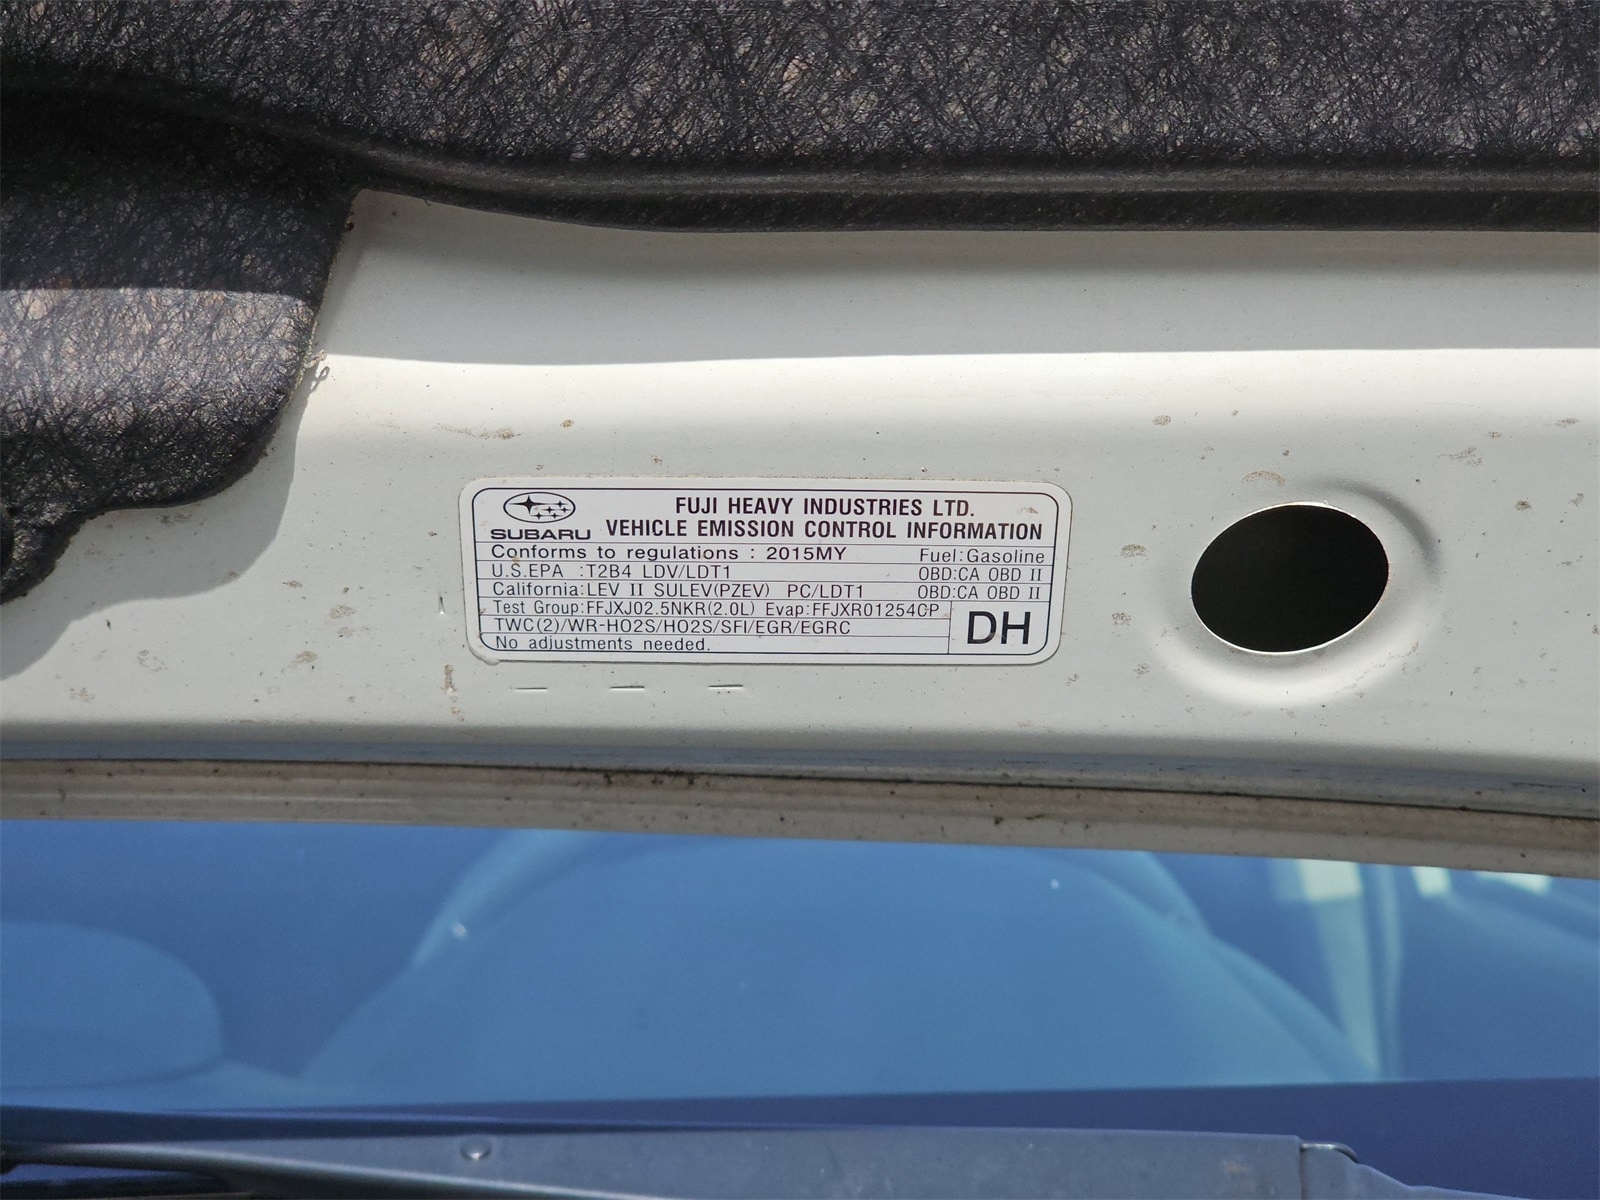 FUJI HEAVY INDUSTRIES LTD.
SUBARU VEHICLE EMISSION CONTROL INFORMATION
Conforms to regulations : 2015MY Fuel:Gasoline
U.S.EPA :T2B4 LDV/LDT1 OBD:CA OBD II
California:LEV II SULEV(PZEV) PC/LDT1 OBD:CA OBD II
Test Group:FFJXJ02.5NKR(2.0L) Evap:FFJXR01254CP
TWC(2)/WR-HO2S/HO2S/SFI/EGR/EGRC
DH
No adjustments needed.